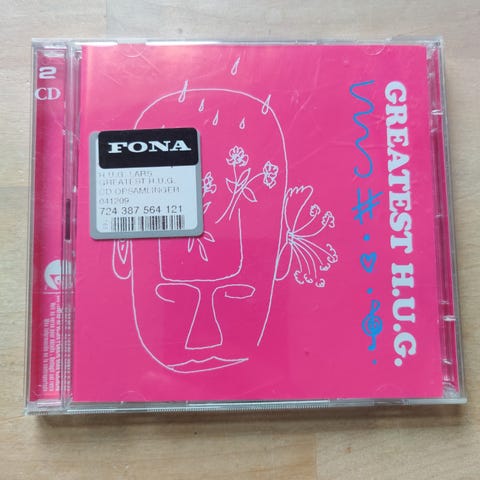 2
CD
FONA
H.U.G. LARS
GREATEST H.U.G.
CD OPSAMLINGER
041209
724 387 564 121
GREATEST H.U.G.